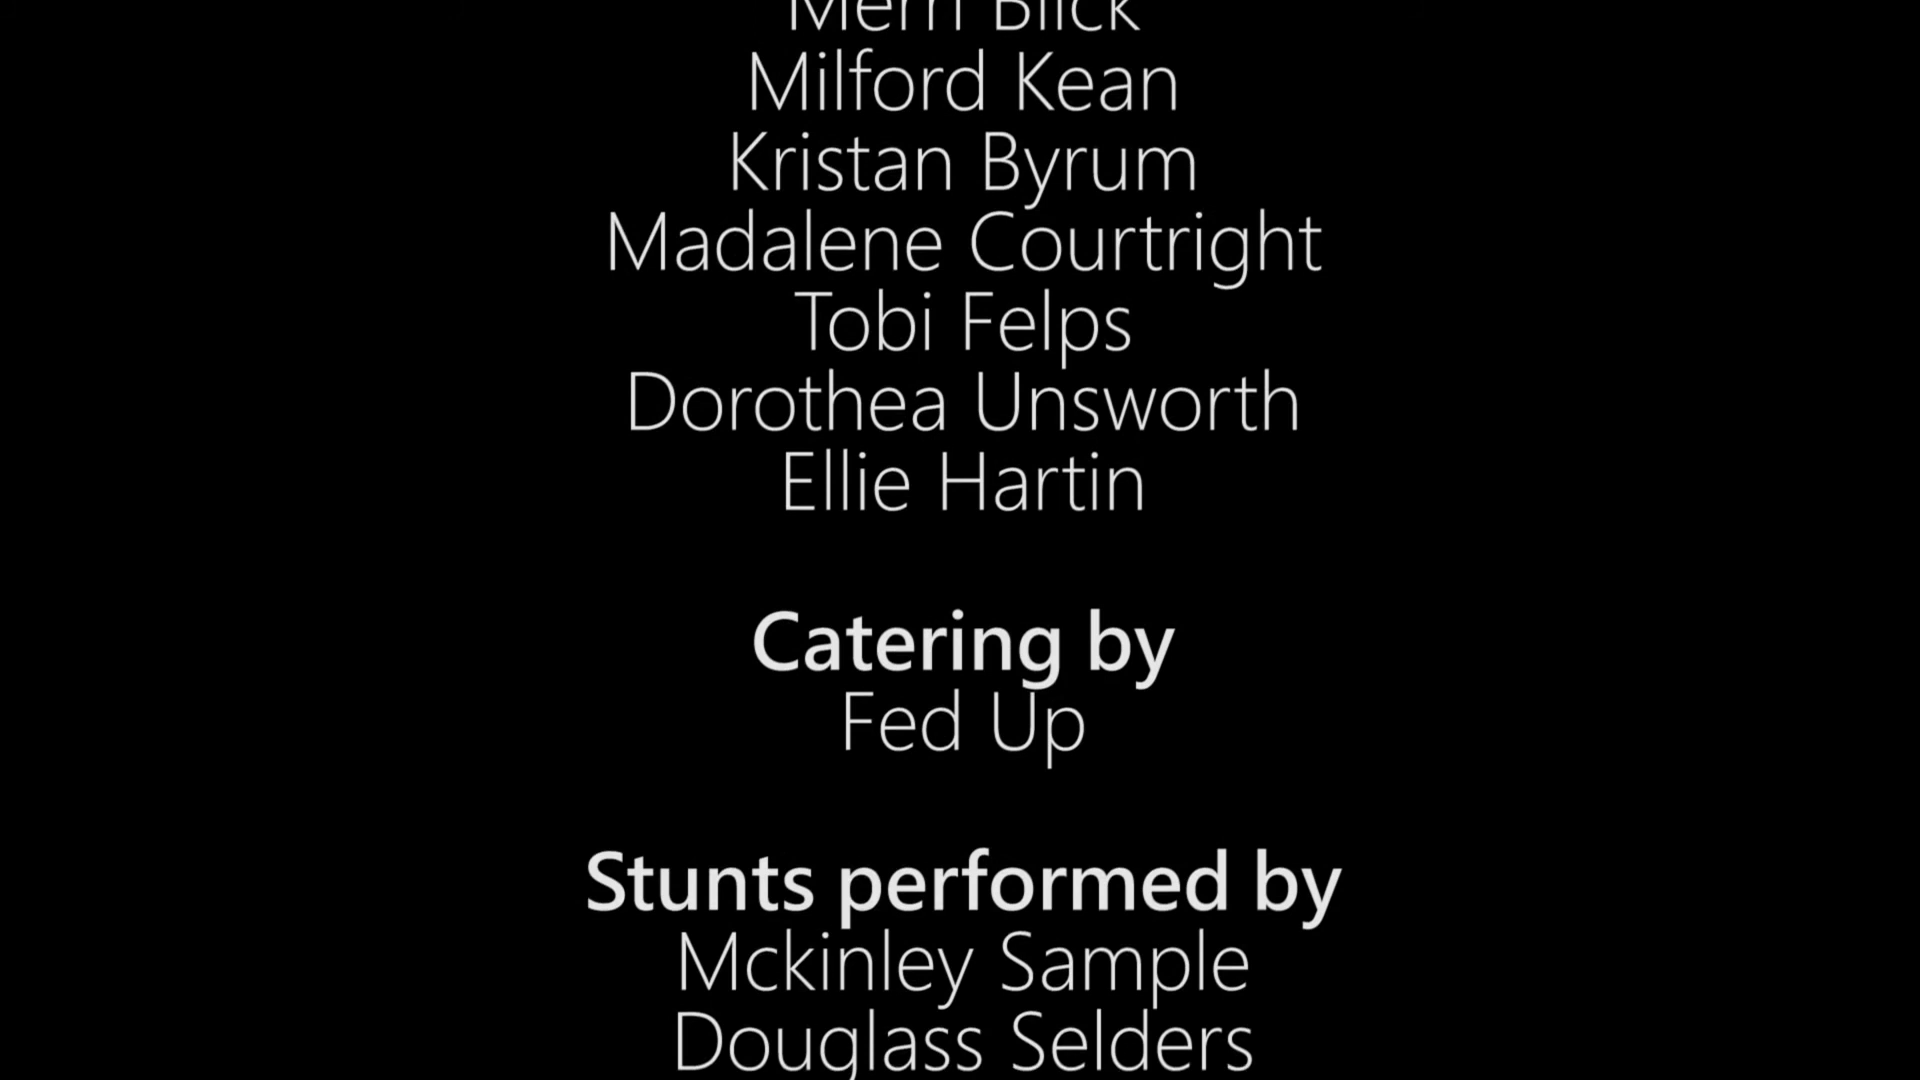 Blick
Milford Kean
Kristan Byrum
Madalene Courtright
Tobi Felps
Dorothea Unsworth
Ellie Hartin
Catering by
Fed Up
Stunts performed by
Mckinley Sample
Douglass Selders